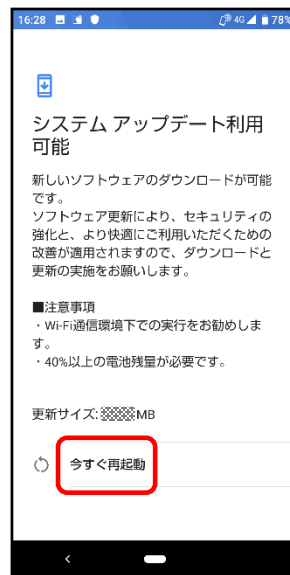 16:28 4G 78%
システム アップデート利用
可能
新しいソフトウェアのダウンロードが可能
です。
ソフトウェア更新により、セキュリティの
強化と、より快適にご利用いただくための
改善が適用されますので、ダウンロードと
更新の実施をお願いします。
■注意事項
・Wi-Fi通信環境下での実行をお勧めしま
す。
・40%以上の電池残量が必要です。
更新サイズ: MB
今すぐ再起動